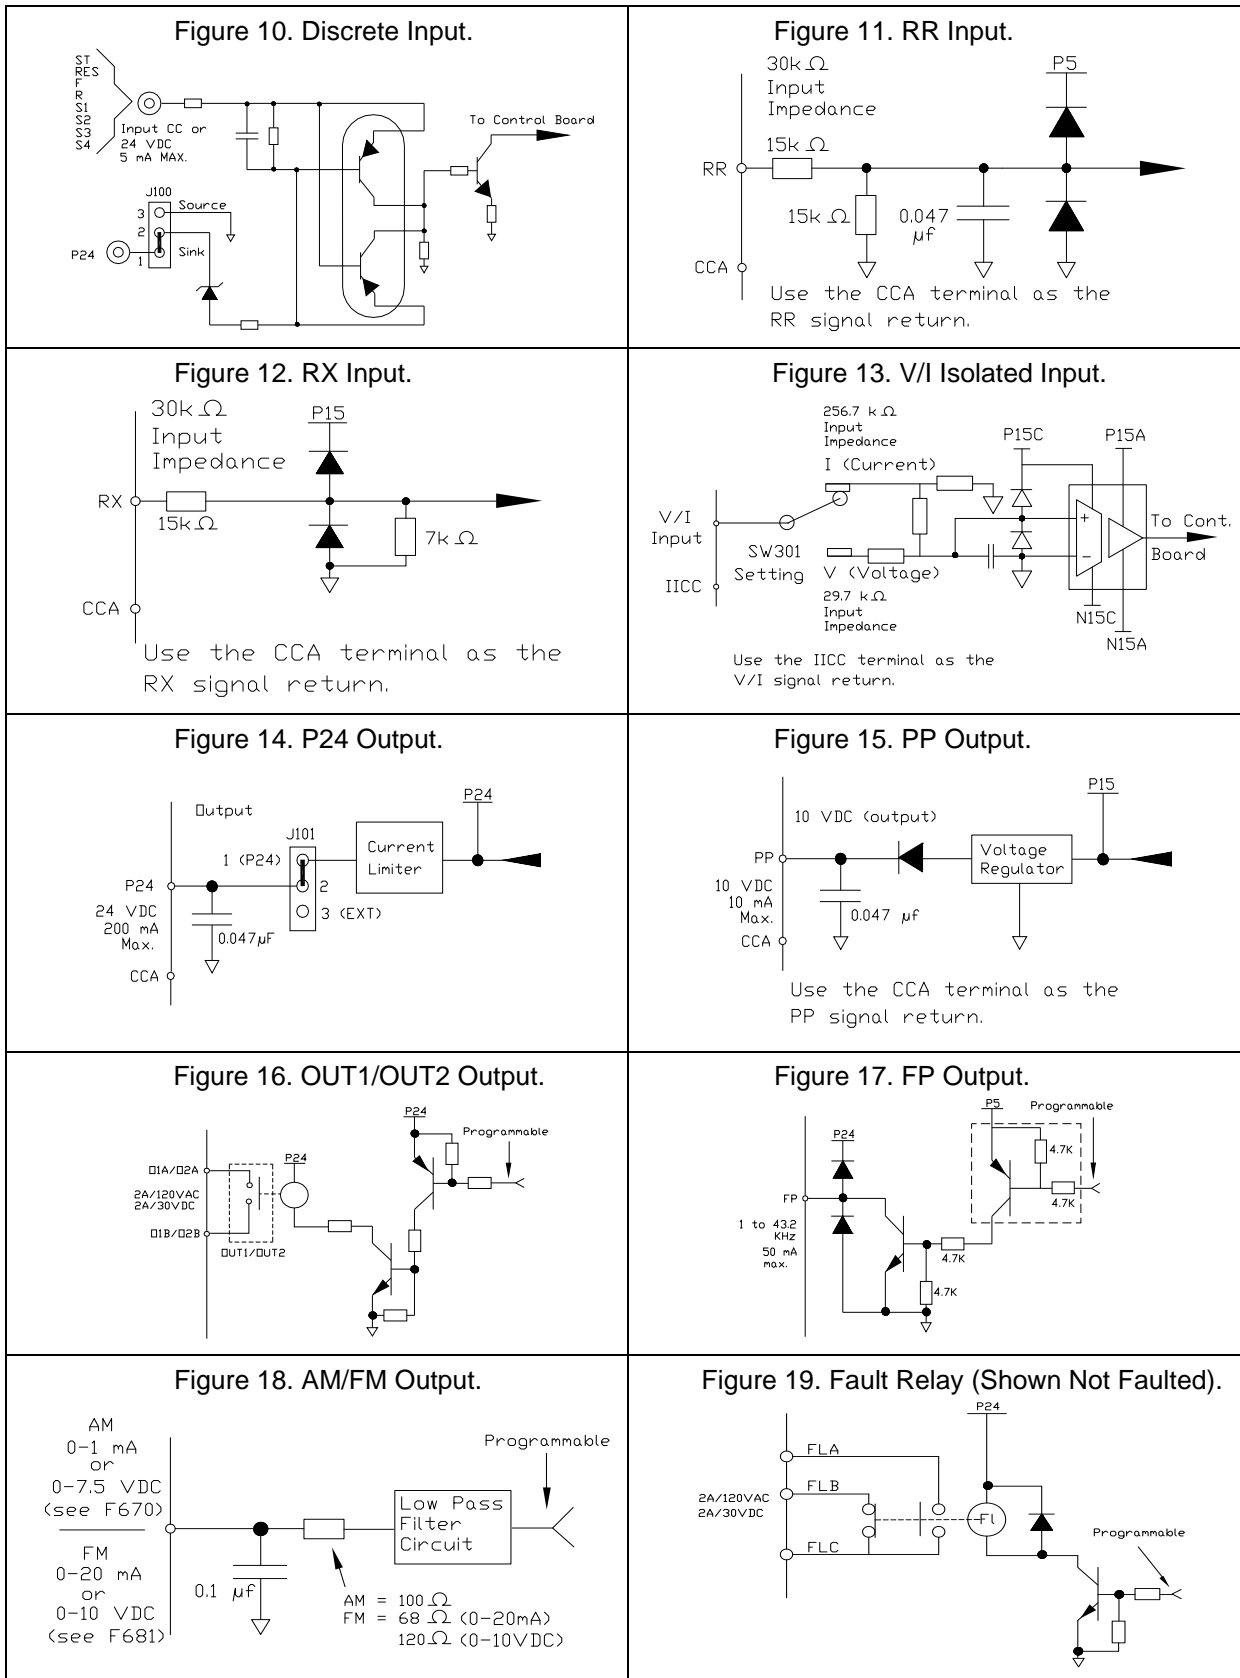 Figure 10. Discrete Input.
ST
RES
F
R
S1
S2
S3
S4
Input CC or
24 VDC
5 mA MAX.
To Control Board
J100
3
Source
2
P24
1
Sink
Figure 11. RR Input.
30k Ω
Input
Impedance
P5
15k Ω
RR
15k Ω
0.047
µf
CCA
Use the CCA terminal as the
RR signal return.
Figure 12. RX Input.
30k Ω
Input
Impedance
P15
RX
15k Ω
7k Ω
CCA
Use the CCA terminal as the
RX signal return.
Figure 13. V/I Isolated Input.
256.7 k Ω
Input
Impedance
I (Current)
P15C
P15A
V/I
Input
SW301
Setting
+
−
To Cont.
Board
V (Voltage)
IICC
29.7 k Ω
Input
Impedance
N15C
N15A
Use the IICC terminal as the
V/I signal return.
Figure 14. P24 Output.
Output
P24
J101
1 (P24)
Current
Limiter
P24
2
24 VDC
200 mA
Max.
0.047µF
3 (EXT)
CCA
Figure 15. PP Output.
P15
10 VDC (output)
PP
Voltage
Regulator
10 VDC
10 mA
Max.
0.047 µf
CCA
Use the CCA terminal as the
PP signal return.
Figure 16. OUT1/OUT2 Output.
P24
Programmable
P24
O1A/O2A
2A/120VAC
2A/30VDC
O1B/O2B
OUT1/OUT2
Figure 17. FP Output.
P5
Programmable
P24
4.7K
4.7K
FP
1 to 43.2
KHz
50 mA
max.
4.7K
4.7K
Figure 18. AM/FM Output.
AM
0-1 mA
or
0-7.5 VDC
(see F670)
Programmable
Low Pass
Filter
Circuit
FM
0-20 mA
or
0-10 VDC
(see F681)
0.1 µf
AM = 100 Ω
FM = 68 Ω (0-20mA)
120Ω (0-10VDC)
Figure 19. Fault Relay (Shown Not Faulted).
P24
FLA
FLB
2A/120VAC
2A/30VDC
Fl
FLC
Programmable